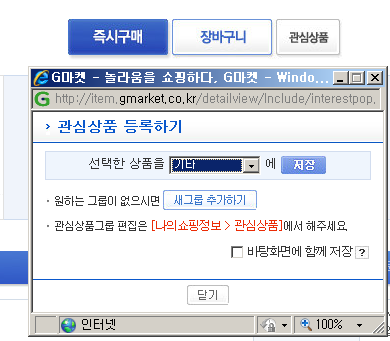 즉시구매 장바구니 관심상품
G마켓 - 놀라움을 쇼핑하다, G마켓 - Windo...
http://item.gmarket.co.kr/detailview/Include/interestpop.
관심상품 등록하기
선택한 상품을 기타 에 저장
· 원하는 그룹이 없으시면 새그룹 추가하기
· 관심상품그룹 편집은 [나의쇼핑정보 > 관심상품]에서 해주세요.
바탕화면에 함께 저장 ?
닫기
인터넷 100%